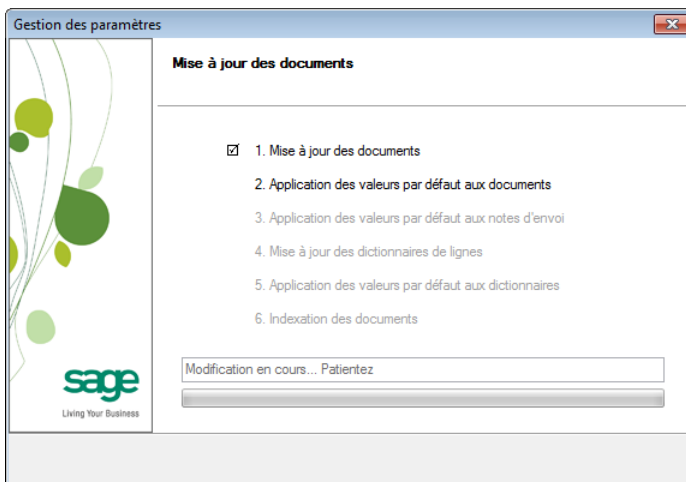 Gestion des paramètres
Mise à jour des documents
1. Mise à jour des documents
2. Application des valeurs par défaut aux documents
3. Application des valeurs par défaut aux notes d'envoi
4. Mise à jour des dictionnaires de lignes
5. Application des valeurs par défaut aux dictionnaires
6. Indexation des documents
Modification en cours... Patientez
sage
Living Your Business